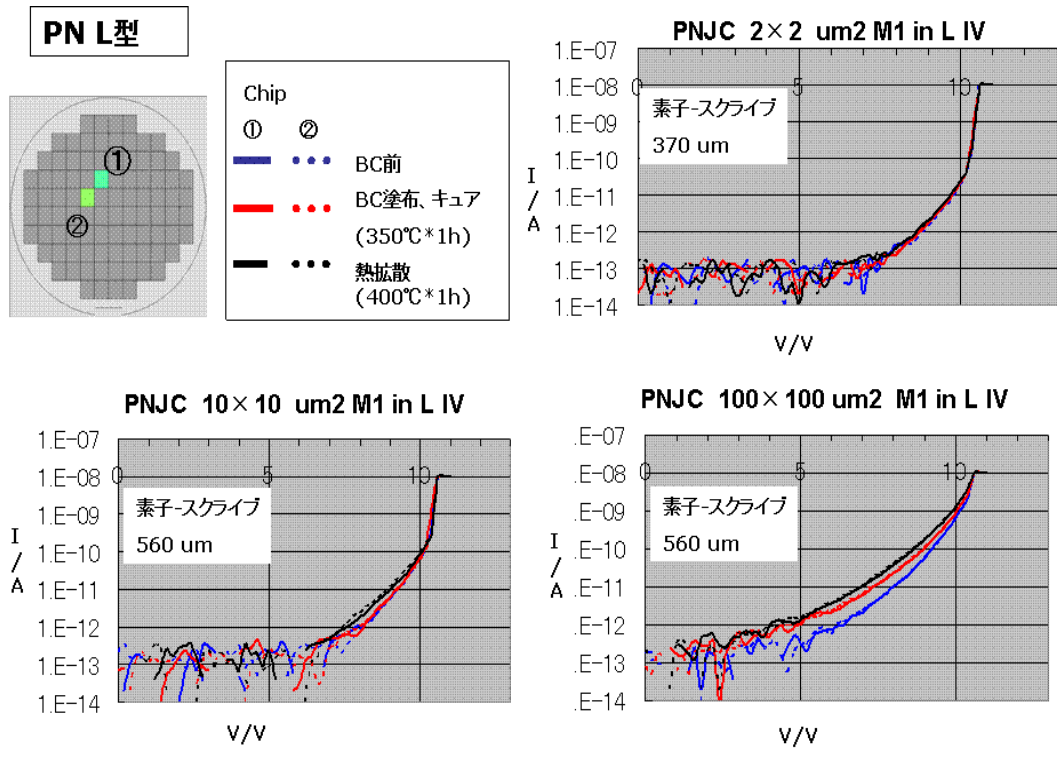 PN L型
①
②
Chip
① ②
BC前
BC塗布、キュア
(350℃*1h)
熱拡散
(400℃*1h)
PNJC 2×2 um2 M1 in L IV
1.E-07
1.E-08
1.E-09
1.E-10
1.E-11
1.E-12
1.E-13
1.E-14
0 5 10
素子-スクライブ
370 um
I/A
V/V
PNJC 10×10 um2 M1 in L IV
1.E-07
1.E-08
1.E-09
1.E-10
1.E-11
1.E-12
1.E-13
1.E-14
0 5 10
素子-スクライブ
560 um
I/A
V/V
PNJC 100×100 um2 M1 in L IV
.E-07
.E-08
.E-09
.E-10
.E-11
.E-12
.E-13
.E-14
0 5 10
素子-スクライブ
560 um
I/A
V/V